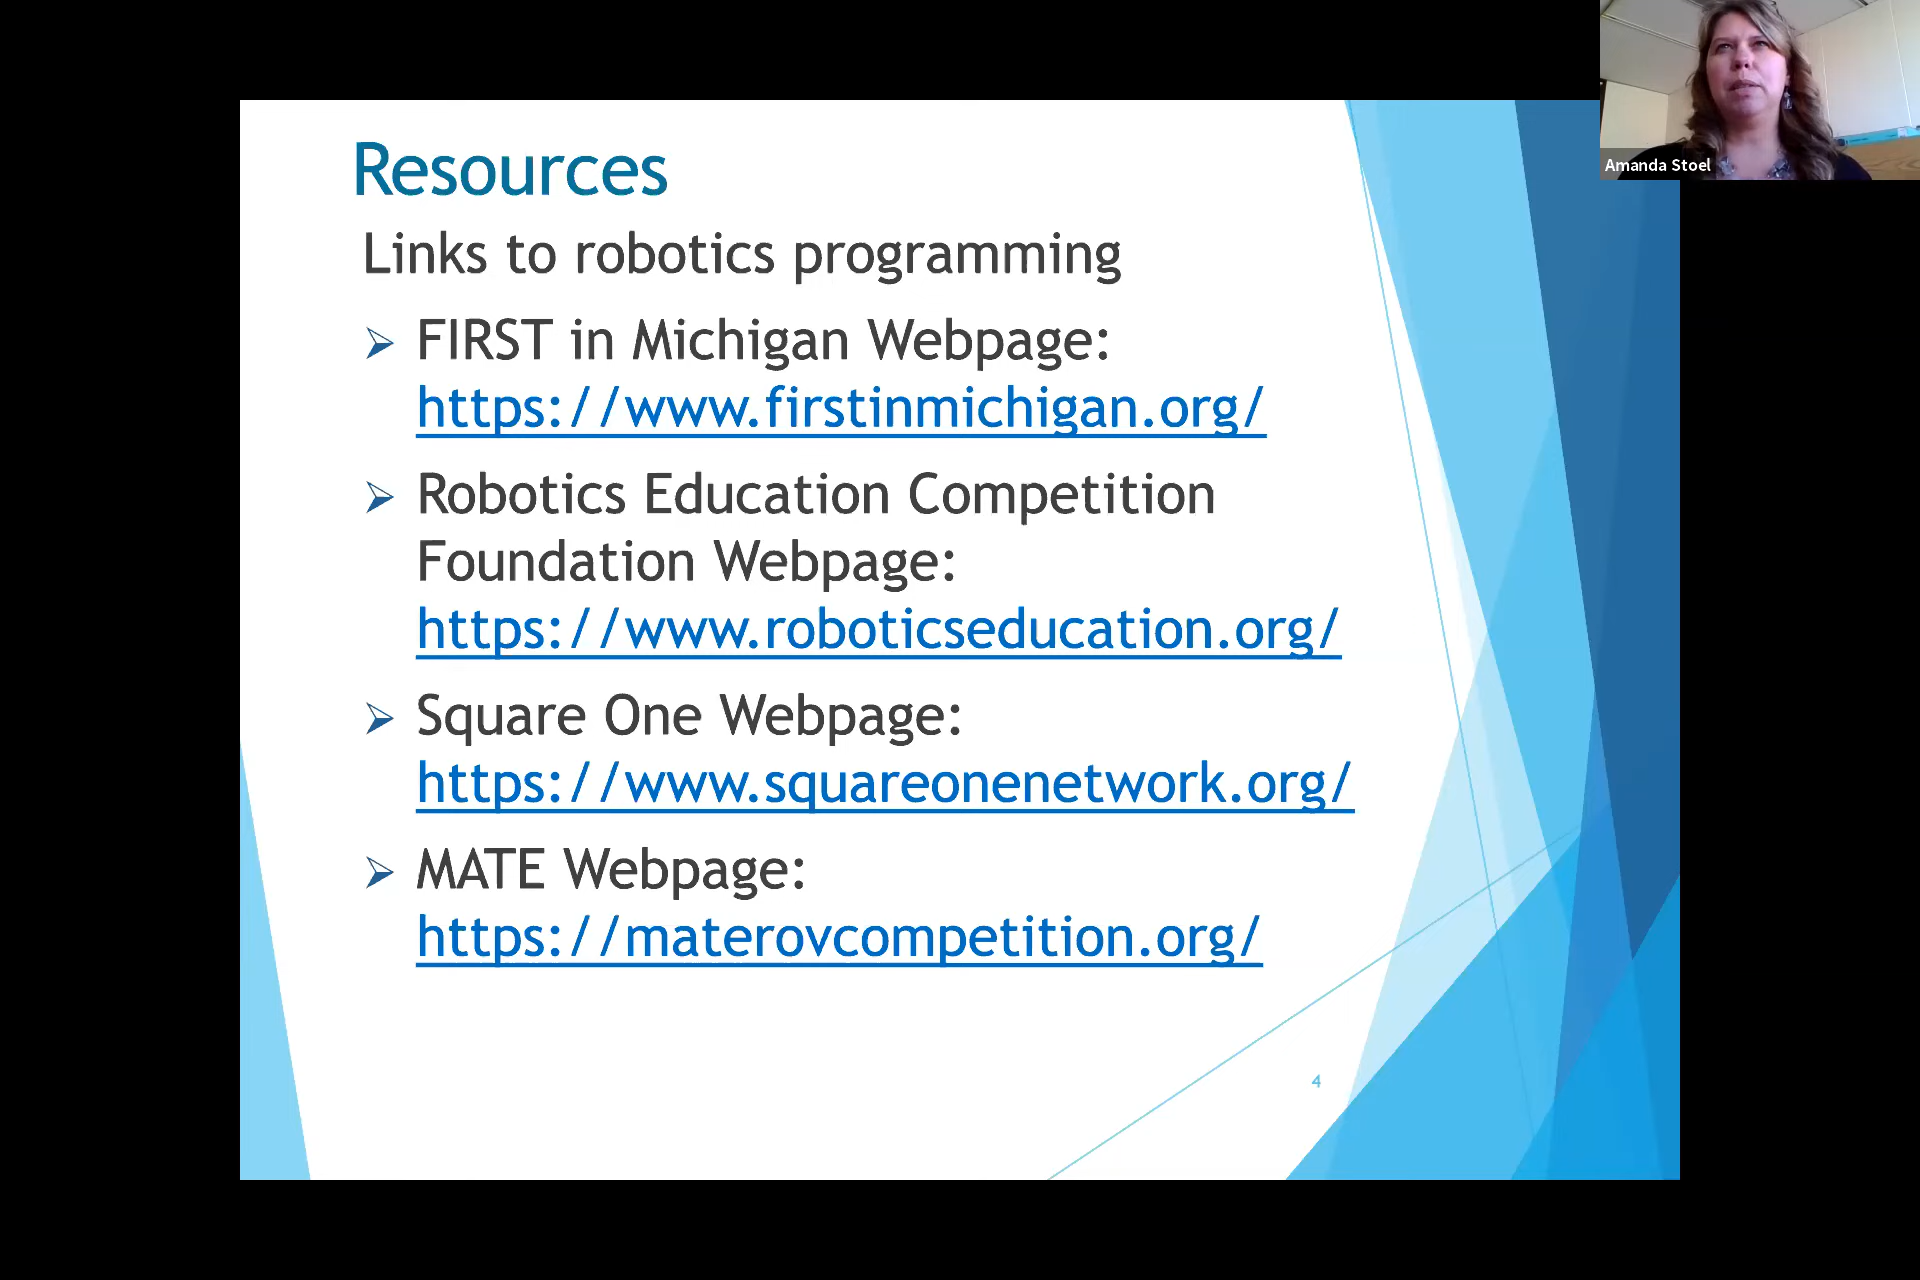 Amanda Stoel
Resources
Links to robotics programming
FIRST in Michigan Webpage:
https://www.firstinmichigan.org/
Robotics Education Competition
Foundation Webpage:
https://www.roboticseducation.org/
Square One Webpage:
https://www.squareonenetwork.org/
MATE Webpage:
https://materovcompetition.org/
4